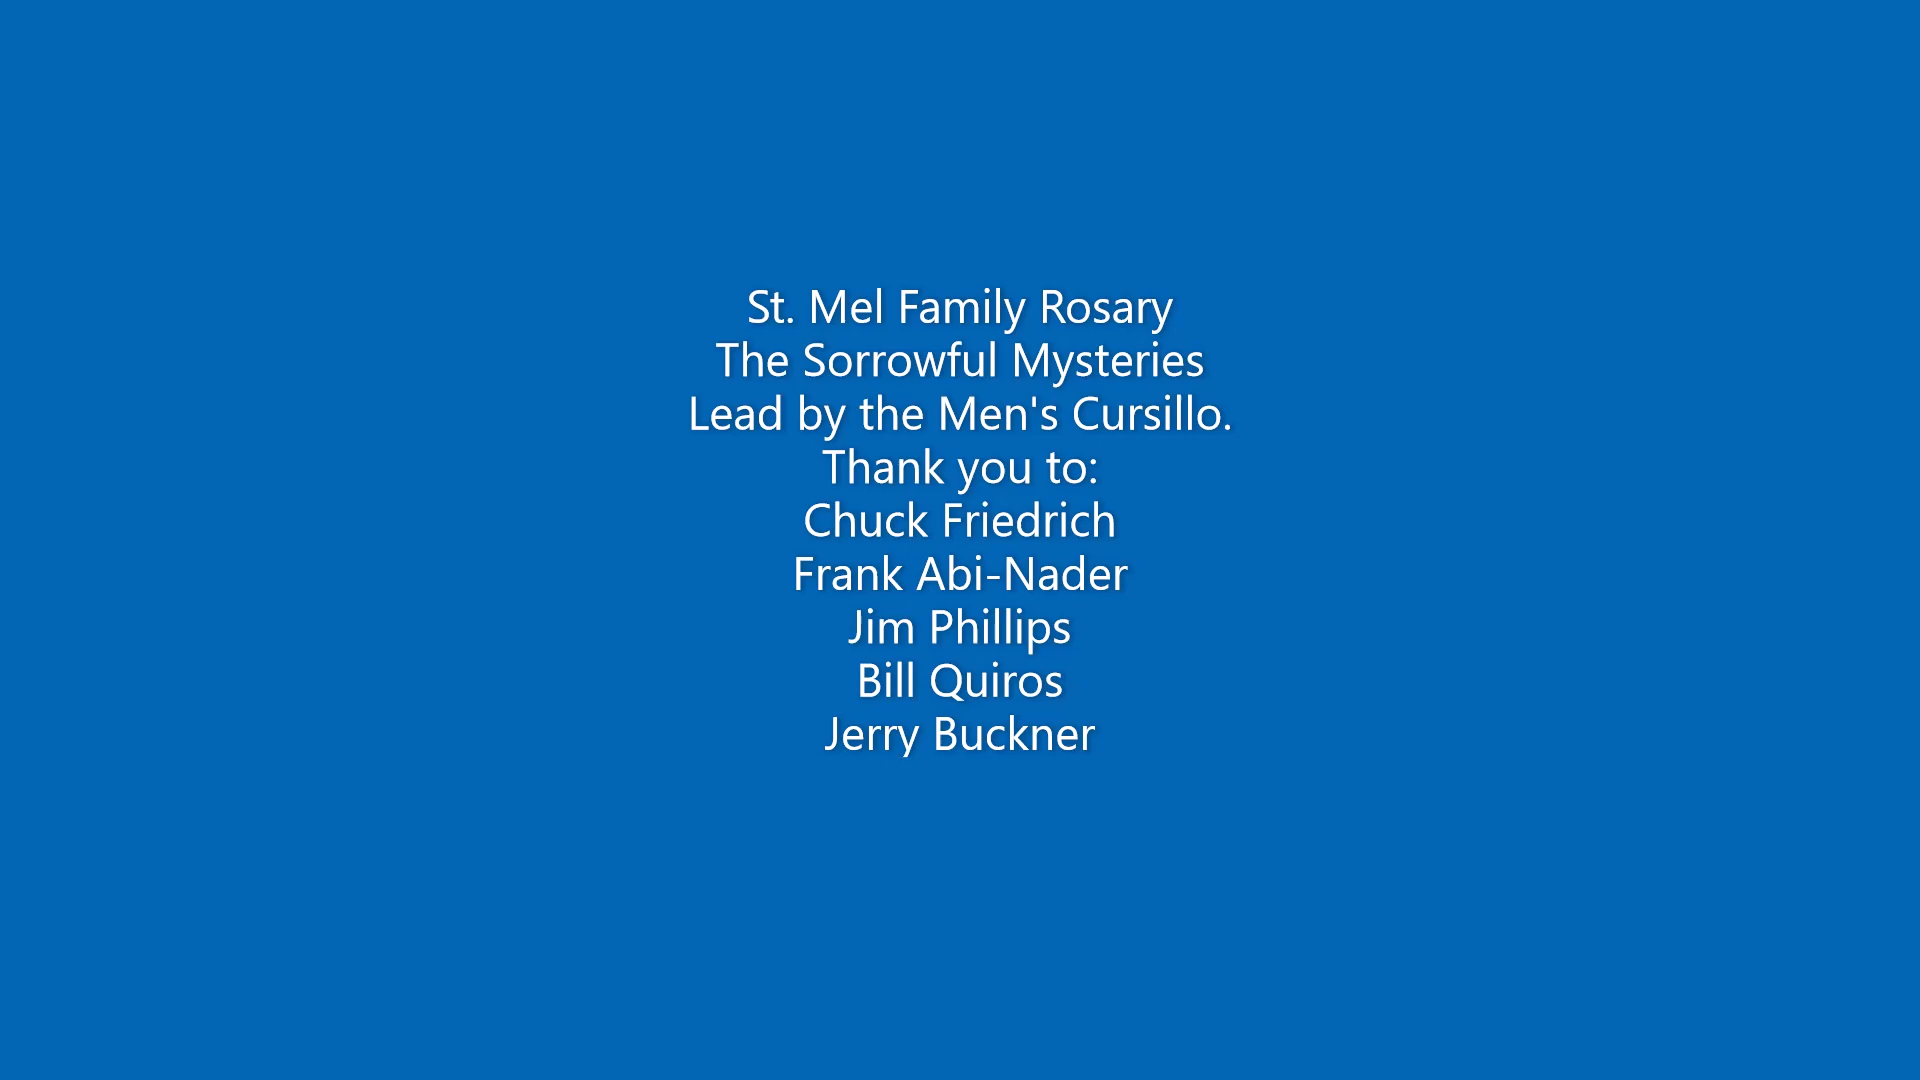 St. Mel Family Rosary
The Sorrowful Mysteries
Lead by the Men's Cursillo.
Thank you to:
Chuck Friedrich
Frank Abi-Nader
Jim Phillips
Bill Quiros
Jerry Buckner